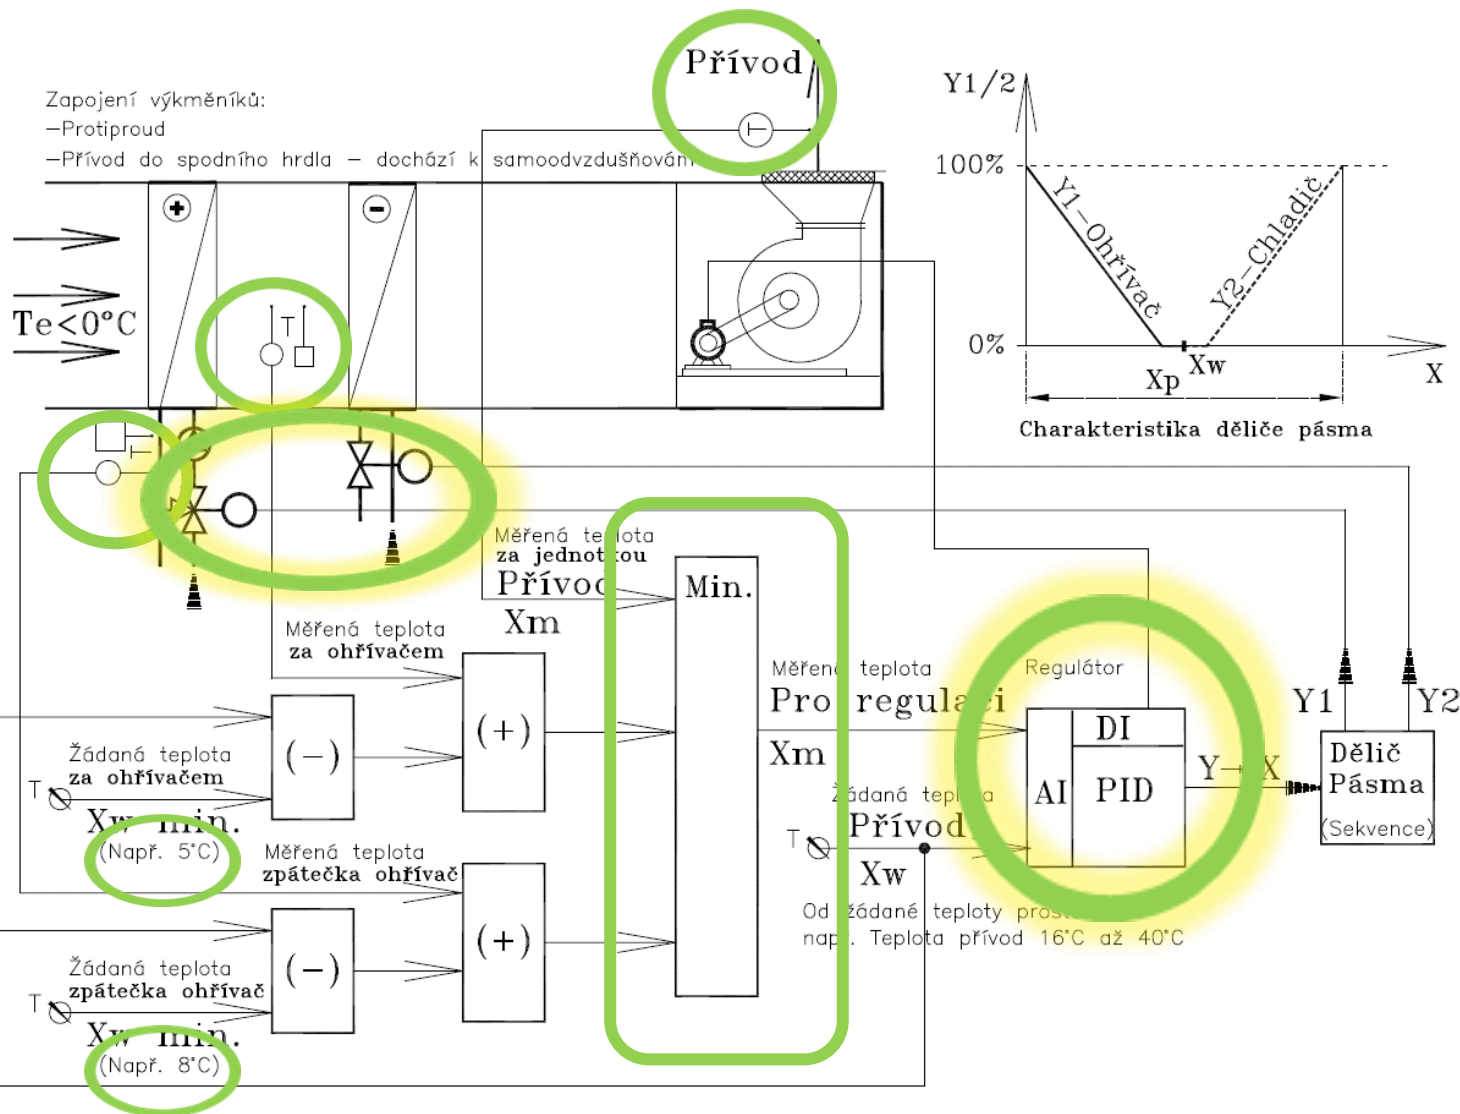 Přívod
T
Zapojení výkměníků:
-Protiproud
-Přívod do spodního hrdla - dochází k samoodvzdušňování
+
-
Te<0°C
T
T
Y1/2
100%
0%
Y1-Ohřívač
Y2-Chladič
Xp
Xw
X
Charakteristika děliče pásma
Měřená teplota
za jednotkou
Přívod
Xm
Min.
Měřená teplota
za ohřívačem
(-)
(+)
Žádaná teplota
za ohřívačem
T
Xw min.
(Např. 5°C)
Měřená teplota
zpátečka ohřívač
(-)
(+)
Žádaná teplota
zpátečka ohřívač
T
Xw min.
(Např. 8°C)
Měřená teplota
Pro regulaci
Xm
Žádaná teplota
Přívod
T
Xw
Od žádané teploty
např. Teplota přívod 16°C až 40°C
Regulátor
DI
AI
PID
Y→X
Y1
Y2
Dělič
Pásma
(Sekvence)